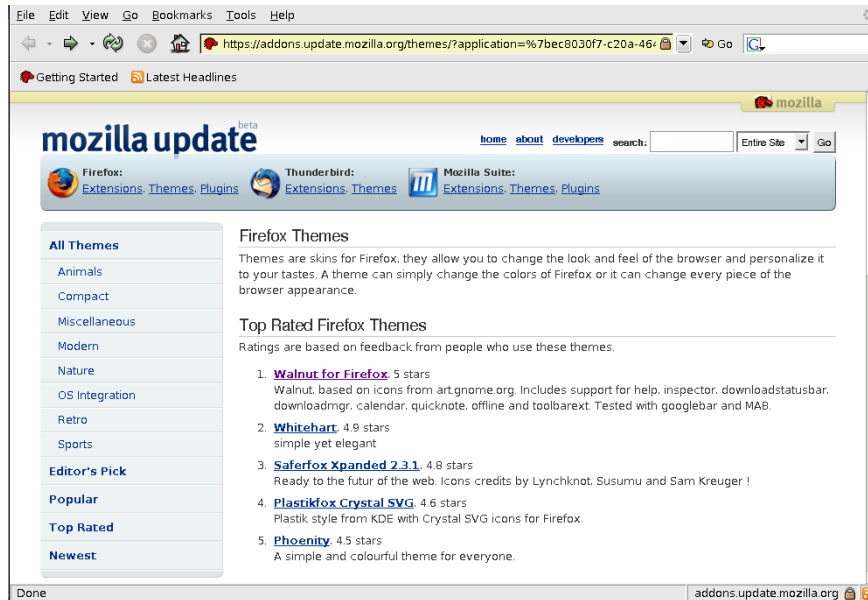 File Edit View Go Bookmarks Tools Help
https://addons.update.mozilla.org/themes/?application=%7bec8030f7-c20a-464 Go G
Getting Started Latest Headlines
mozilla
mozilla update beta
home about developers search: Entire Site Go
Firefox:
Extensions, Themes, Plugins
Thunderbird:
Extensions, Themes
Mozilla Suite:
Extensions, Themes, Plugins
All Themes
Animals
Compact
Miscellaneous
Modern
Nature
OS Integration
Retro
Sports
Editor's Pick
Popular
Top Rated
Newest
Firefox Themes
Themes are skins for Firefox, they allow you to change the look and feel of the browser and personalize it
to your tastes. A theme can simply change the colors of Firefox or it can change every piece of the
browser appearance.
Top Rated Firefox Themes
Ratings are based on feedback from people who use these themes.
1. Walnut for Firefox, 5 stars
Walnut, based on icons from art.gnome.org. Includes support for help, inspector, downloadstatusbar,
downloadmgr, calendar, quicknote, offline and toolbarext. Tested with googlebar and MAB.
2. Whitehart, 4.9 stars
simple yet elegant
3. Saferfox Xpanded 2.3.1, 4.8 stars
Ready to the futur of the web. Icons credits by Lynchknot, Susumu and Sam Kreuger !
4. Plastikfox Crystal SVG, 4.6 stars
Plastik style from KDE with Crystal SVG icons for Firefox.
5. Phoenity, 4.5 stars
A simple and colourful theme for everyone.
Done
addons.update.mozilla.org